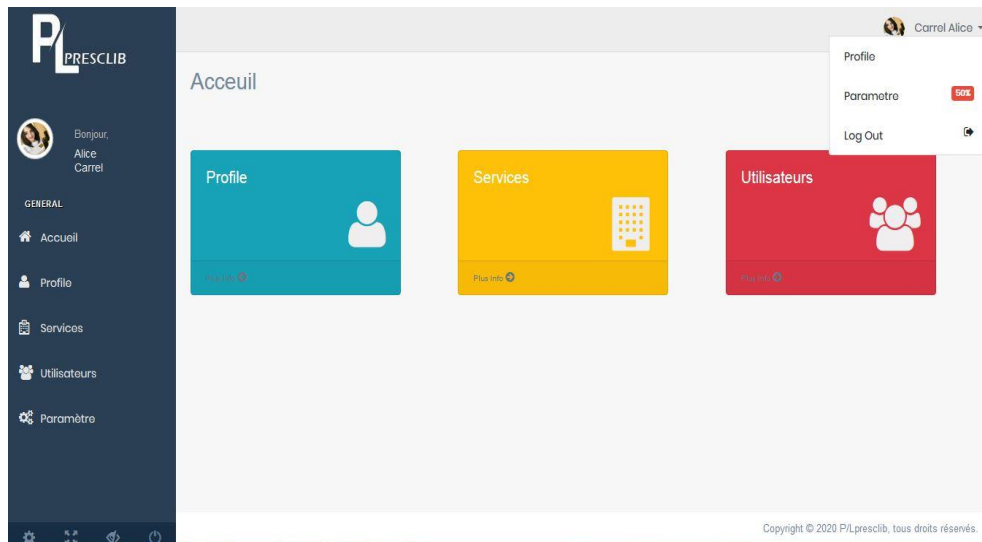 P/L PRESCLIB
Carrel Alice
Profile
Parametre
50%
Log Out
Bonjour,
Alice
Carrel
GENERAL
Accueil
Profile
Services
Utilisateurs
Paramètre
Acceuil
Profile
Plus Info
Services
Plus Info
Utilisateurs
Plus Info
Copyright © 2020 P/Lpresclib, tous droits réservés.